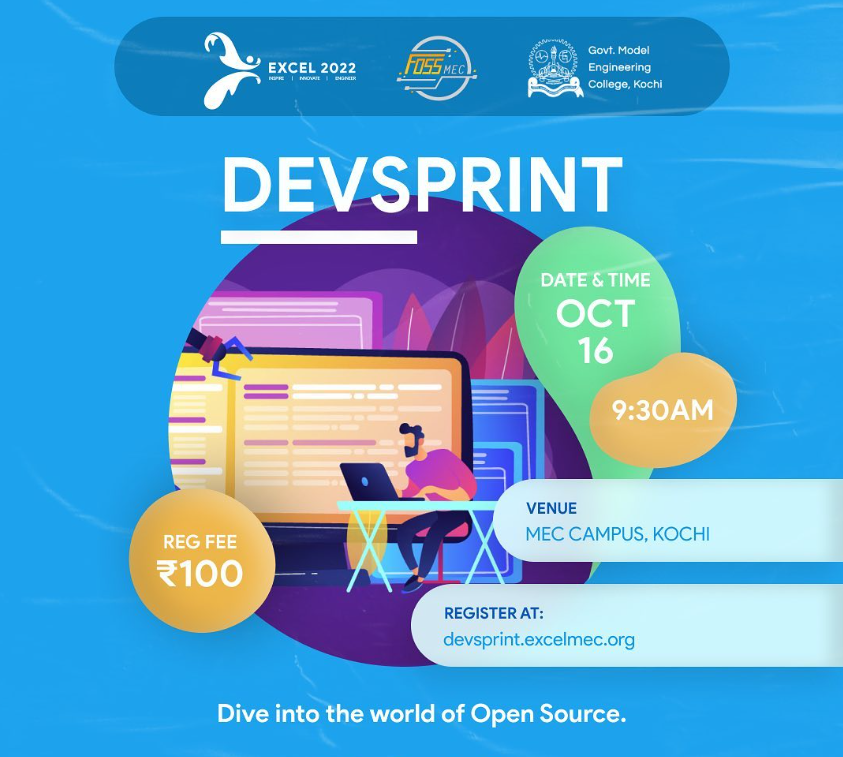 EXCEL 2022
INSPIRE | INNOVATE | ENGINEER
FOSS MEC
Govt. Model
Engineering
College, Kochi
DEVSPRINT
DATE & TIME
OCT
16
9:30AM
VENUE
MEC CAMPUS, KOCHI
REG FEE
₹100
REGISTER AT:
devsprint.excelmec.org
Dive into the world of Open Source.